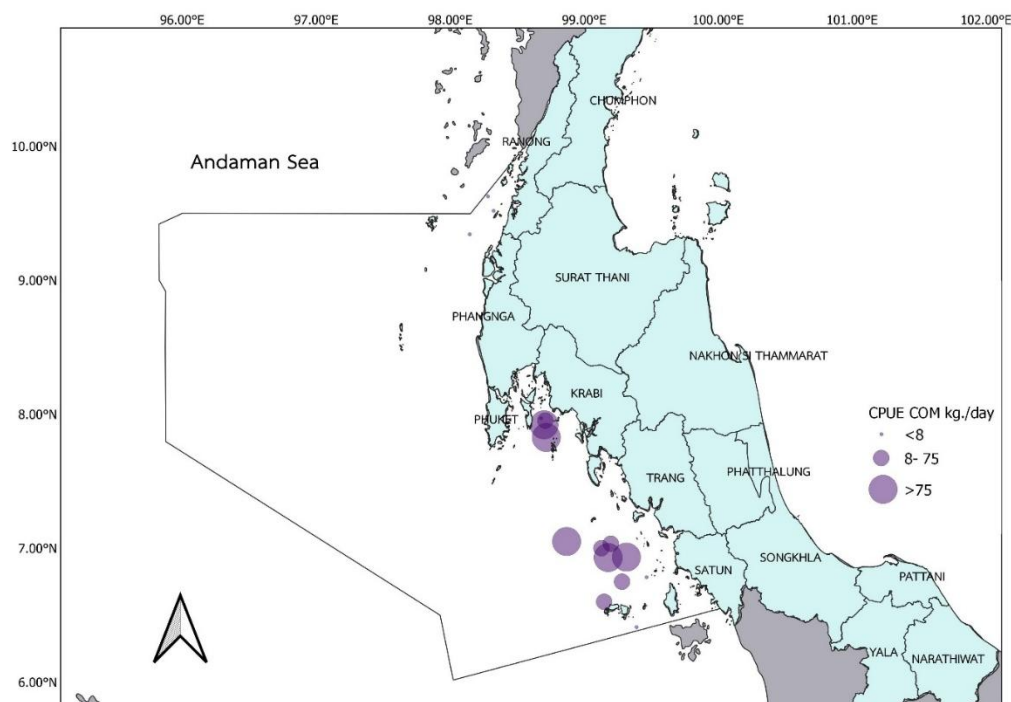 96.00°E 97.00°E 98.00°E 99.00°E 100.00°E 101.00°E 102.00°E
CHUMPHON
10.00°N
RANONG
Andaman Sea
9.00°N
SURAT THANI
PHANGNGA
NAKHON SI THAMMARAT
KRABI
8.00°N
PHUKET
CPUE COM kg./day
<8
8- 75
>75
TRANG
PHATTHALUNG
7.00°N
SONGKHLA
SATUN
PATTANI
YALA
NARATHIWAT
6.00°N